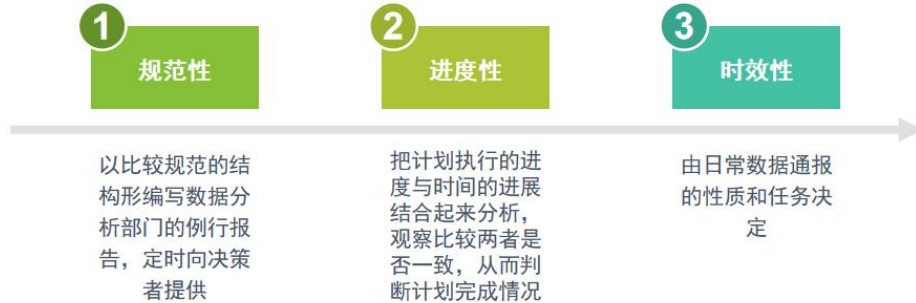 1
规范性
以比较规范的结
构形编写数据分
析部门的例行报
告，定时向决策
者提供
2
进度性
把计划执行的进
度与时间的进展
结合起来分析，
观察比较两者是
否一致，从而判
断计划完成情况
3
时效性
由日常数据通报
的性质和任务决
定